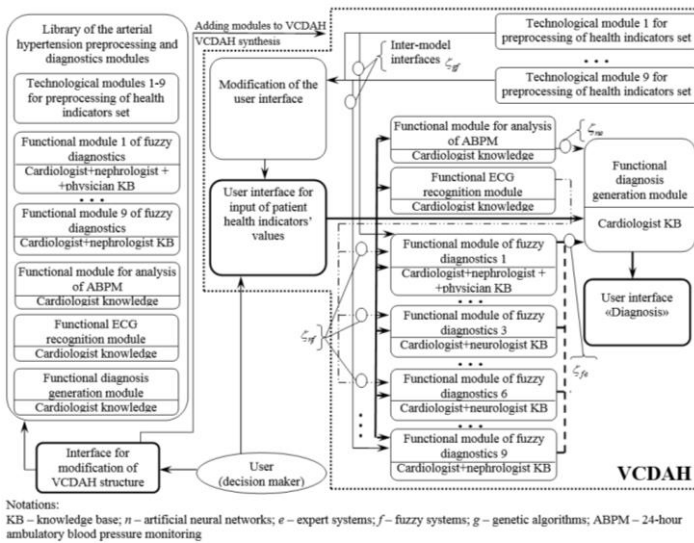 Library of the arterial
hypertension preprocessing and
diagnostics modules
Technological modules 1-9
for preprocessing of health
indicators set
Functional module 1 of fuzzy
diagnostics
Cardiologist+nephrologist +
+physician KB
• • •
Functional module 9 of fuzzy
diagnostics
Cardiologist+nephrologist KB
Functional module for analysis
of ABPM
Cardiologist knowledge
Functional ECG
recognition module
Cardiologist knowledge
Functional diagnosis
generation module
Cardiologist knowledge
Interface for
modification of
VCDAH structure
Adding modules to VCDAH
VCDAH synthesis
Modification of the
user interface
User interface for
input of patient
health indicators'
values
User
(decision maker)
Inter-model
interfaces
ζgf
Technological module 1 for
preprocessing of health
indicators set
• • •
Technological module 9 for
preprocessing of health
indicators set
Functional module for analysis
of ABPM
Cardiologist knowledge
Functional ECG
recognition module
Cardiologist knowledge
Functional module of fuzzy
diagnostics 1
Cardiologist+nephrologist +
+physician KB
• • •
Functional module of fuzzy
diagnostics 3
Cardiologist+neurologist KB
• • •
Functional module of fuzzy
diagnostics 6
Cardiologist+neurologist KB
• • •
Functional module of fuzzy
diagnostics 9
Cardiologist+nephrologist KB
ζne
ζnf
ζfe
Functional
diagnosis
generation module
Cardiologist KB
User interface
«Diagnosis»
VCDAH
Notations:
KB – knowledge base; n – artificial neural networks; e – expert systems; f – fuzzy systems; g – genetic algorithms; ABPM – 24-hour
ambulatory blood pressure monitoring